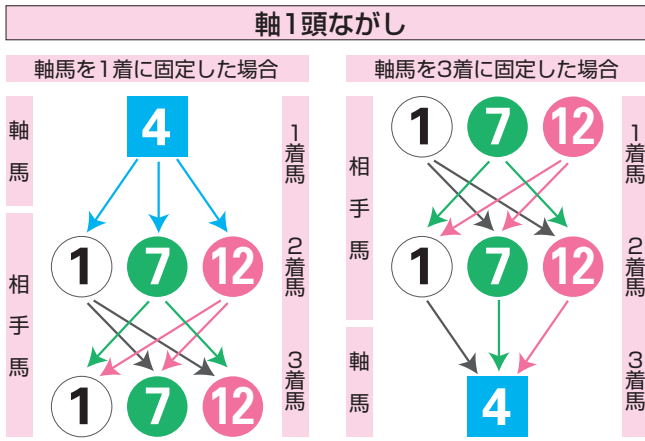 軸1頭ながし
軸馬を1着に固定した場合
軸馬
相手馬
4
1 7 12
1 7 12
1着馬
2着馬
3着馬
軸馬を3着に固定した場合
相手馬
軸馬
1 7 12
1 7 12
4
1着馬
2着馬
3着馬